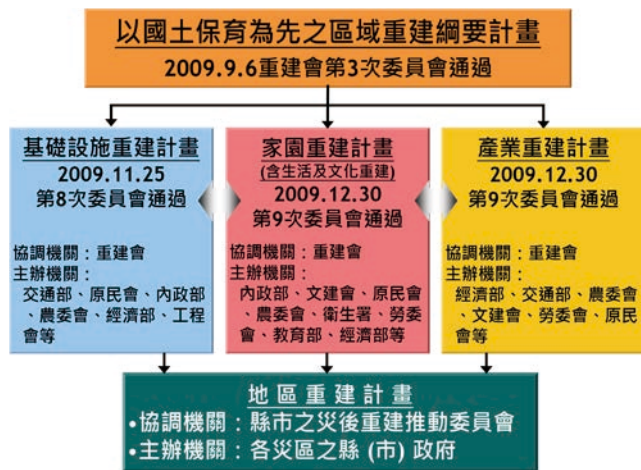 以國土保育為先之區域重建綱要計畫
2009.9.6重建會第3次委員會通過
基礎設施重建計畫
2009.11.25
第8次委員會通過
協調機關：重建會
主辦機關：
交通部、原民會、內政部
、農委會、經濟部、工程
會等
家園重建計畫
(含生活及文化重建)
2009.12.30
第9次委員會通過
協調機關：重建會
主辦機關：
內政部、文建會、原民會
、農委會、衛生署、勞委
會、教育部、經濟部等
產業重建計畫
2009.12.30
第9次委員會通過
協調機關：重建會
主辦機關：
經濟部、交通部、農委會
、文建會、勞委會、原民
會等
地區重建計畫
•協調機關：縣市之災後重建推動委員會
•主辦機關：各災區之縣 (市) 政府